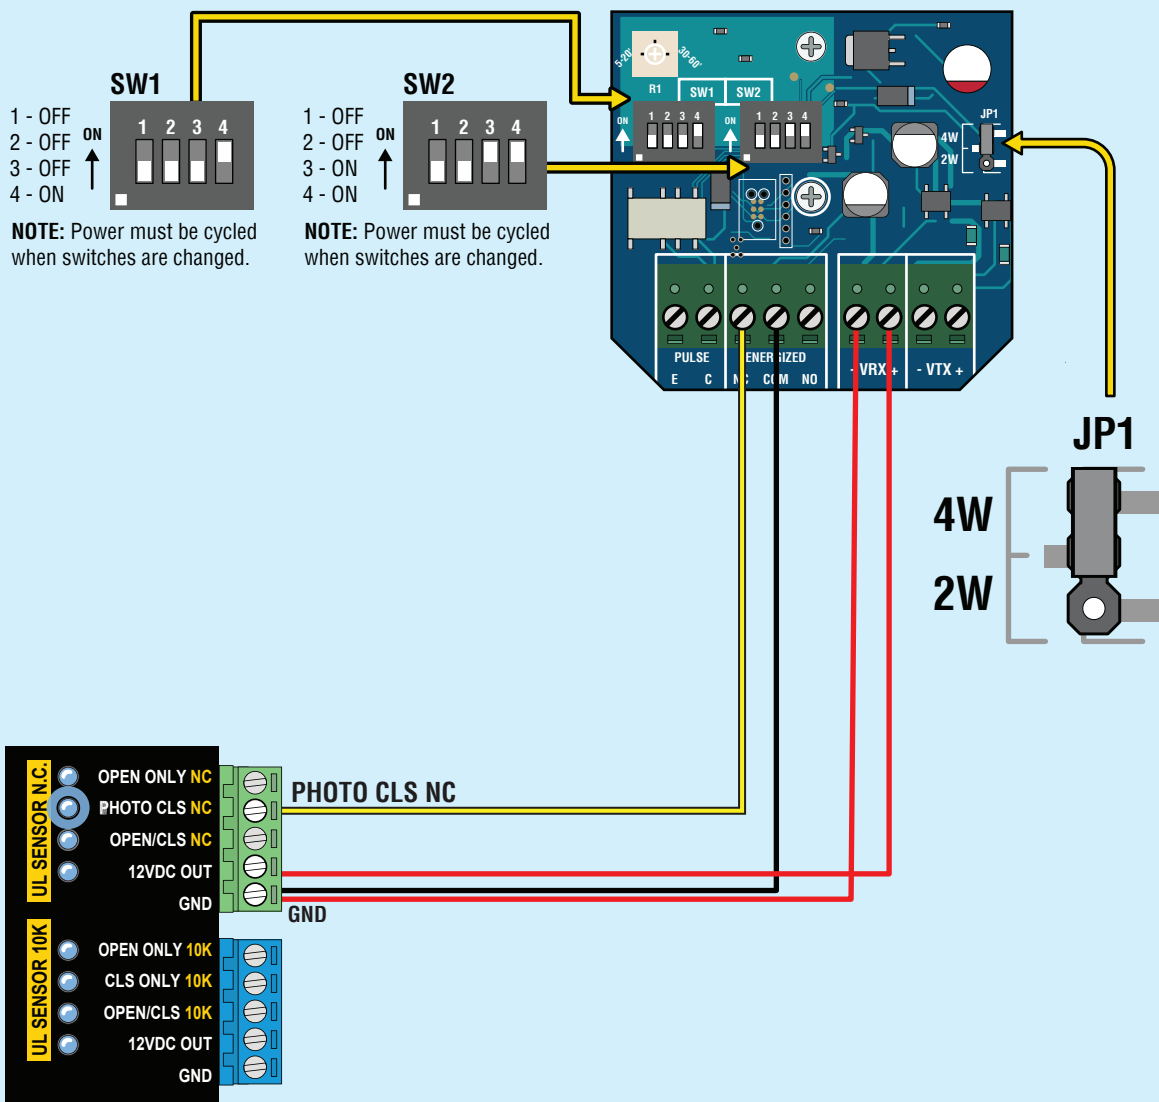 SW1
1 - OFF
2 - OFF
3 - OFF
4 - ON
ON
1 2 3 4
NOTE: Power must be cycled
when switches are changed.
SW2
1 - OFF
2 - OFF
3 - ON
4 - ON
ON
1 2 3 4
NOTE: Power must be cycled
when switches are changed.
5-20'
30-60'
R1
SW1
SW2
ON
1 2 3 4
ON
1 2 3 4
JP1
4W
2W
PULSE
E C
ENERGIZED
NC COM NO
- VRX +
- VTX +
JP1
4W
2W
UL SENSOR N.C.
OPEN ONLY NC
PHOTO CLS NC
OPEN/CLS NC
12VDC OUT
GND
PHOTO CLS NC
GND
UL SENSOR 10K
OPEN ONLY 10K
CLS ONLY 10K
OPEN/CLS 10K
12VDC OUT
GND